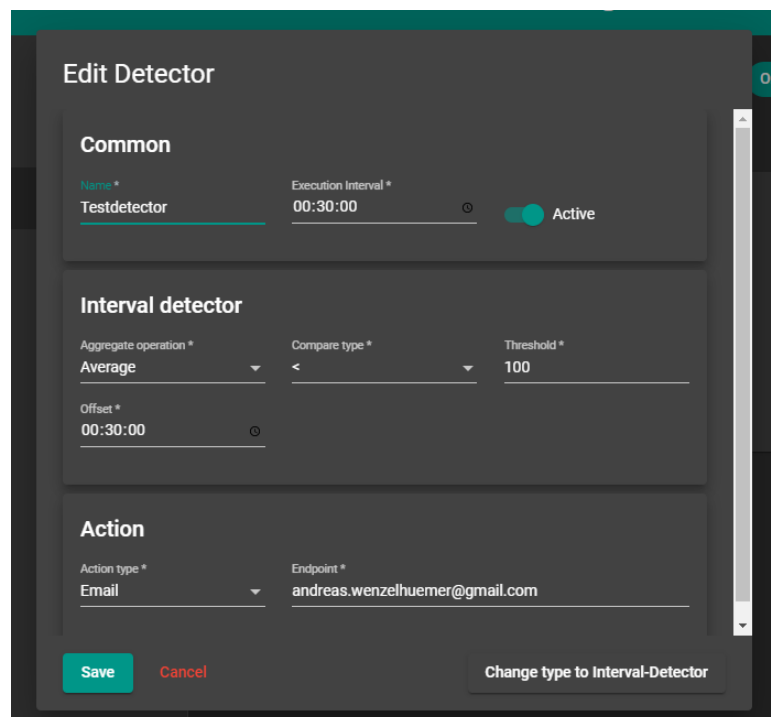 Edit Detector
Common
Name *
Execution Interval *
Testdetector
00:30:00
Active
Interval detector
Aggregate operation *
Compare type *
Threshold *
Average
<
100
Offset *
00:30:00
Action
Action type *
Endpoint *
Email
andreas.wenzelhuemer@gmail.com
Save
Cancel
Change type to Interval-Detector